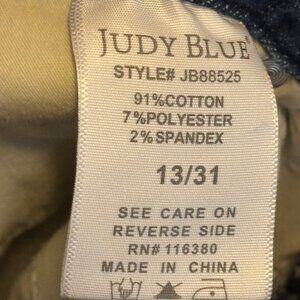 JUDY BLUE®
STYLE# JB88525
91%COTTON
7%POLYESTER
2%SPANDEX
13/31
SEE CARE ON
REVERSE SIDE
RN# 116380
MADE IN CHINA